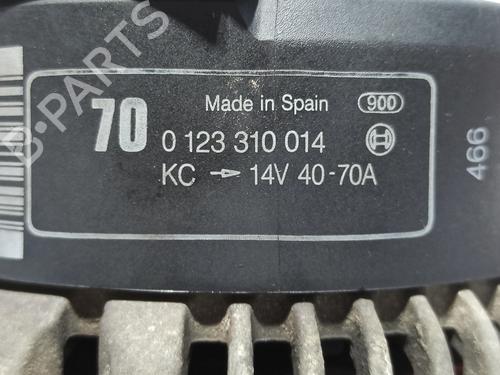 B-PARTS
70
Made in Spain 900
0 123 310 014
KC → 14V 40-70A
466